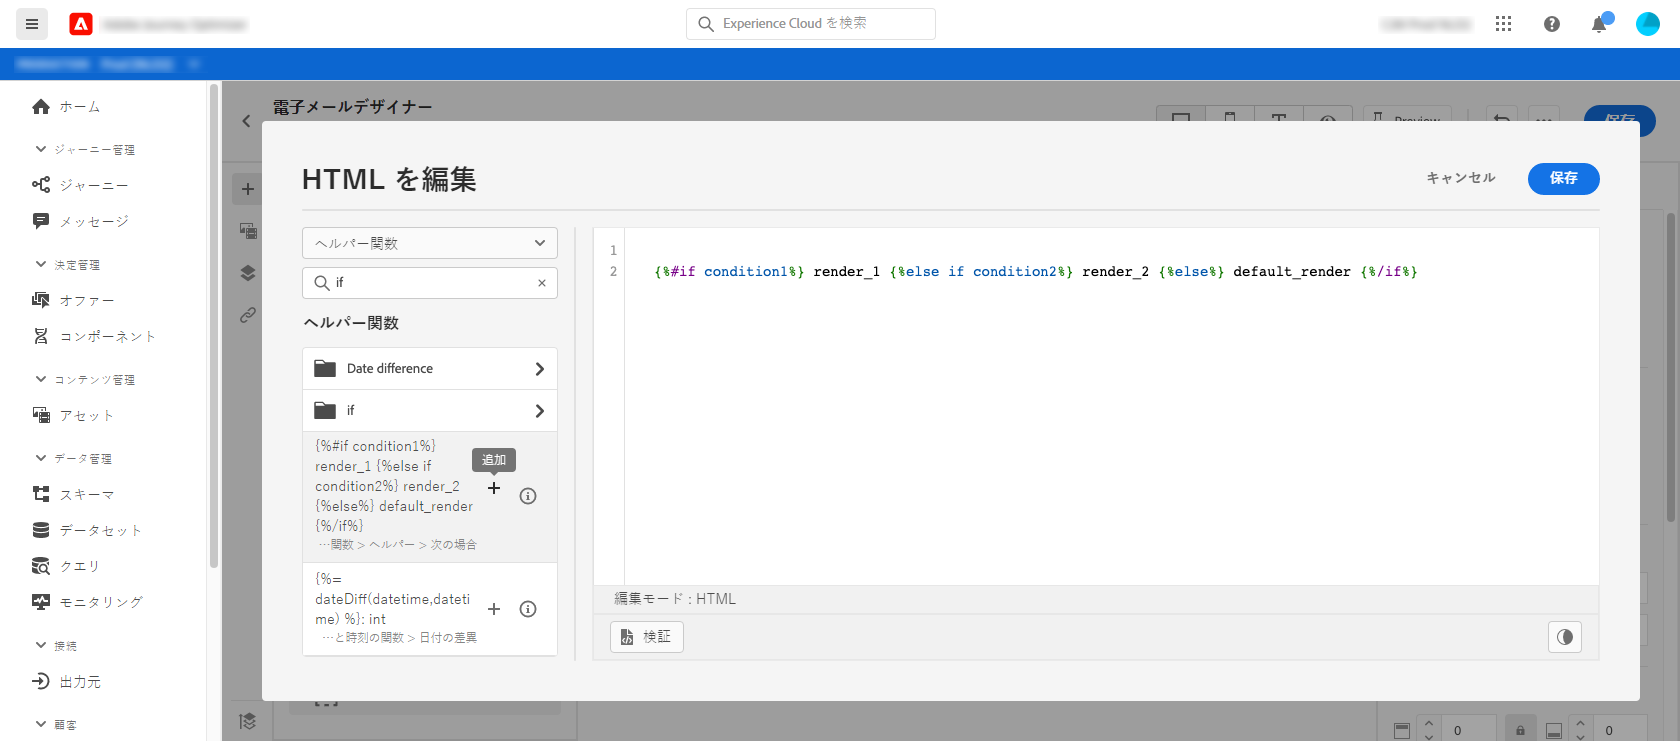 Experience Cloud を検索
ホーム
ジャーニー管理
ジャーニー
メッセージ
決定管理
オファー
コンポーネント
コンテンツ管理
アセット
データ管理
スキーマ
データセット
クエリ
モニタリング
接続
出力元
顧客
電子メールデザイナー
Preview
保存
HTML を編集
キャンセル
保存
ヘルパー関数
if
ヘルパー関数
Date difference
if
{%#if condition1%}
render_1 {%else if
condition2%} render_2
{%else%} default_render
{%/if%}
…関数 > ヘルパー > 次の場合
追加
{%=
dateDiff(datetime,dateti
me) %}: int
…と時刻の関数 > 日付の差異
1
2
{%#if condition1%} render_1 {%else if condition2%} render_2 {%else%} default_render {%/if%}
編集モード : HTML
検証
0
0